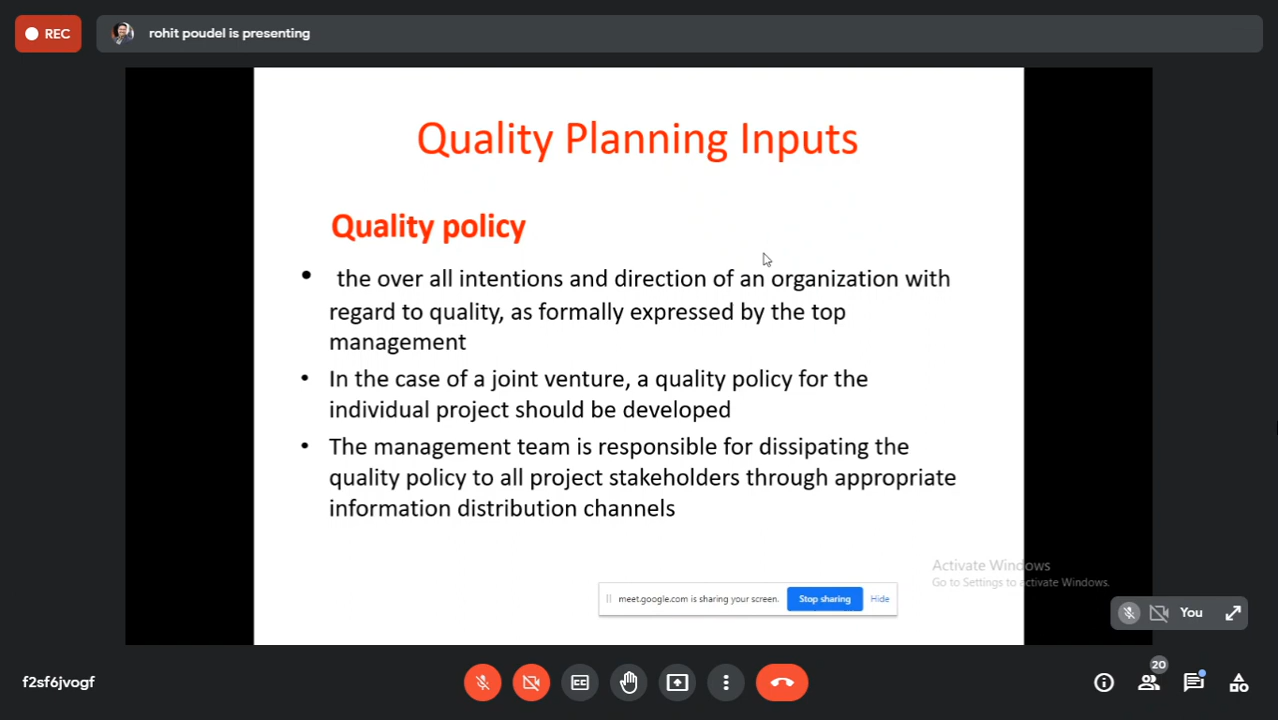 REC
rohit poudel is presenting
Quality Planning Inputs
Quality policy
• the over all intentions and direction of an organization with
regard to quality, as formally expressed by the top
management
• In the case of a joint venture, a quality policy for the
individual project should be developed
• The management team is responsible for dissipating the
quality policy to all project stakeholders through appropriate
information distribution channels
Activate Windows
Go to Settings to activate Windows.
meet.google.com is sharing your screen. Stop sharing Hide
You
f2sf6jvogf
CC
20